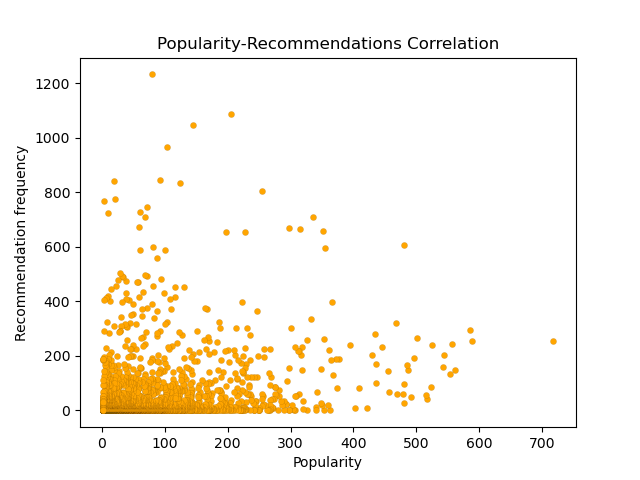 Popularity-Recommendations Correlation
1200
1000
800
600
400
200
0
Recommendation frequency
0 100 200 300 400 500 600 700
Popularity